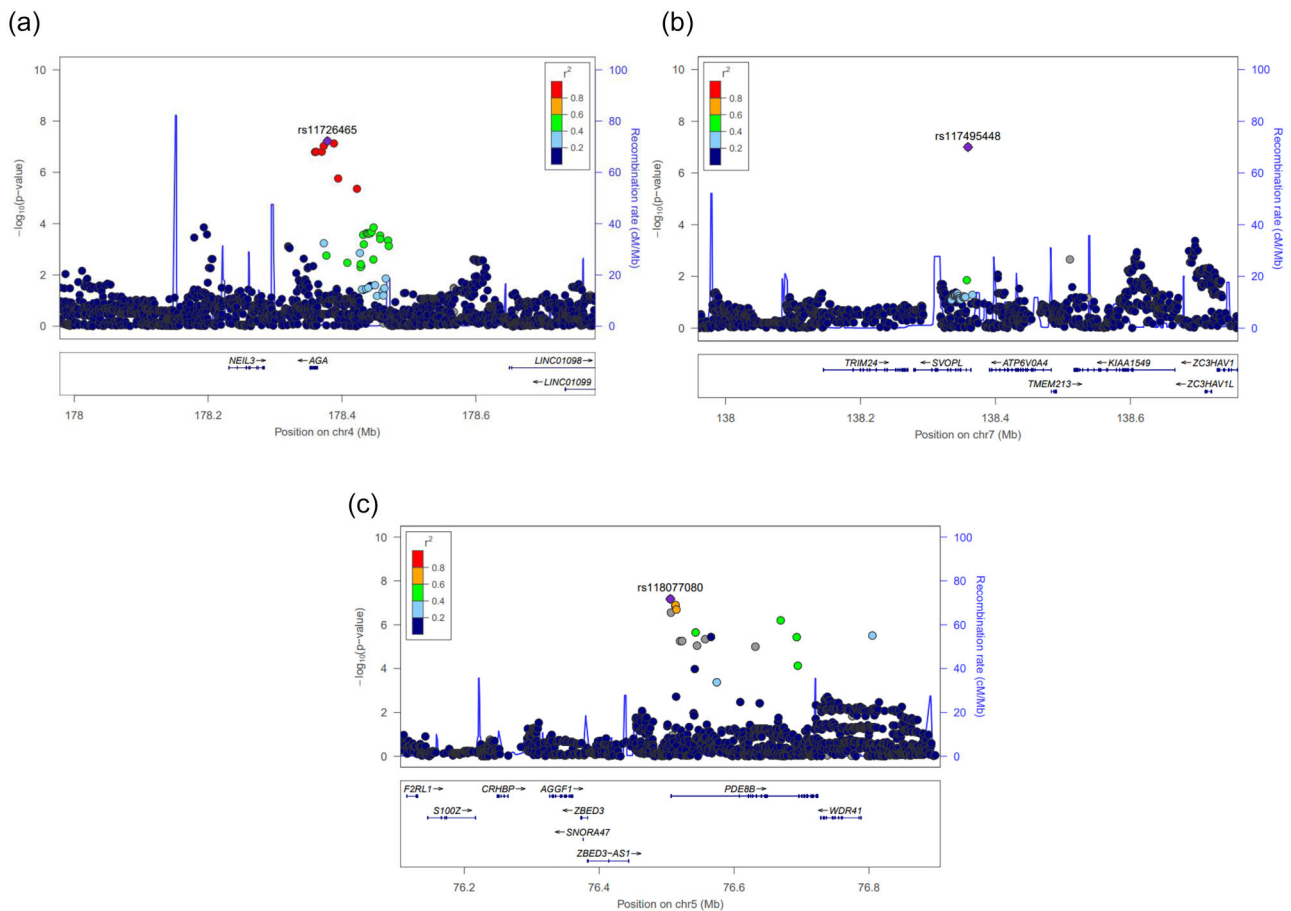 (a)
10
8
6
4
2
0
−log10(p−value)
rs11726465
r²
0.8
0.6
0.4
0.2
100
80
60
40
20
0
Recombination rate (cM/Mb)
NEIL3→
←AGA
LINC01098→
←LINC01099
178
178.2
178.4
178.6
Position on chr4 (Mb)
(b)
10
8
6
4
2
0
−log10(p−value)
r²
0.8
0.6
0.4
0.2
rs117495448
100
80
60
40
20
0
Recombination rate (cM/Mb)
TRIM24→
←SVOPL
←ATP6V0A4
←KIAA1549
←ZC3HAV1
TMEM213→
←ZC3HAV1L
138
138.2
138.4
138.6
Position on chr7 (Mb)
(c)
10
8
6
4
2
0
−log10(p−value)
r²
0.8
0.6
0.4
0.2
rs118077080
100
80
60
40
20
0
Recombination rate (cM/Mb)
F2RL1→
CRHBP→
AGGF1→
PDE8B→
S100Z→
←ZBED3
←WDR41
←SNORA47
ZBED3−AS1→
76.2
76.4
76.6
76.8
Position on chr5 (Mb)